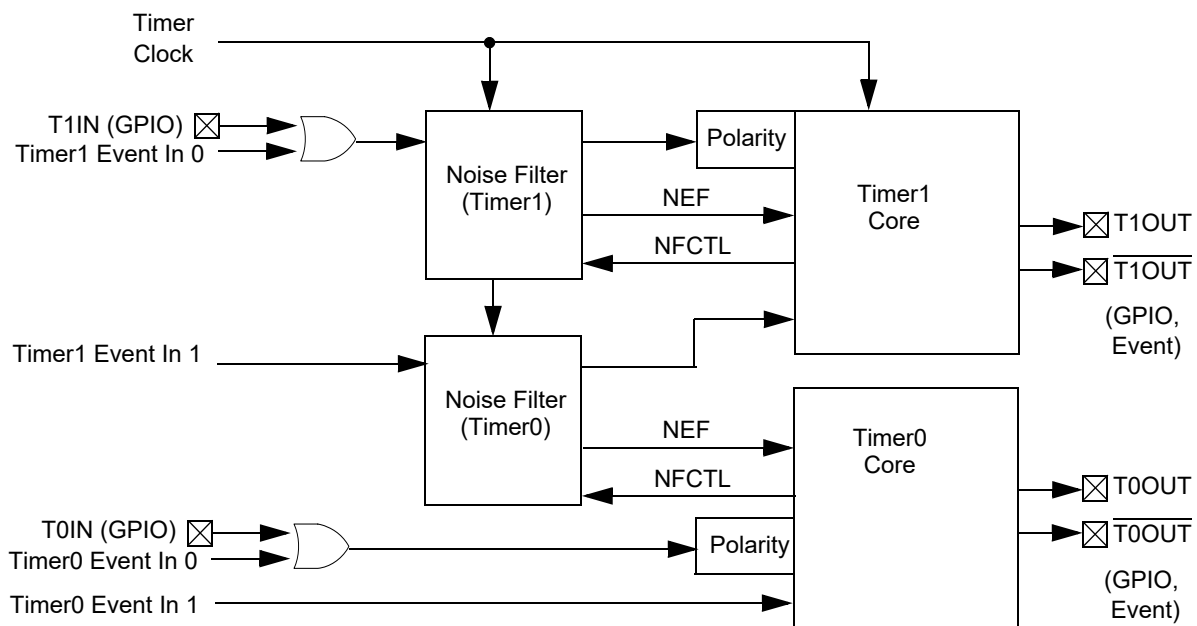 Timer
Clock
T1IN (GPIO)
Timer1 Event In 0
Polarity
Noise Filter
(Timer1)
NEF
NFCTL
Timer1
Core
T1OUT
T1OUT
(GPIO,
Event)
Timer1 Event In 1
Noise Filter
(Timer0)
NEF
NFCTL
Timer0
Core
T0OUT
T0OUT
(GPIO,
Event)
T0IN (GPIO)
Timer0 Event In 0
Polarity
Timer0 Event In 1